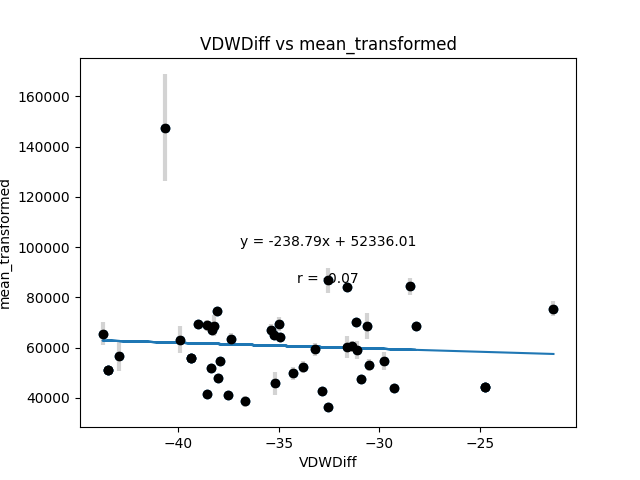 VDWDiff vs mean_transformed
mean_transformed
160000
140000
120000
100000
80000
60000
40000
y = -238.79x + 52336.01
r = -0.07
−40
−35
−30
−25
VDWDiff